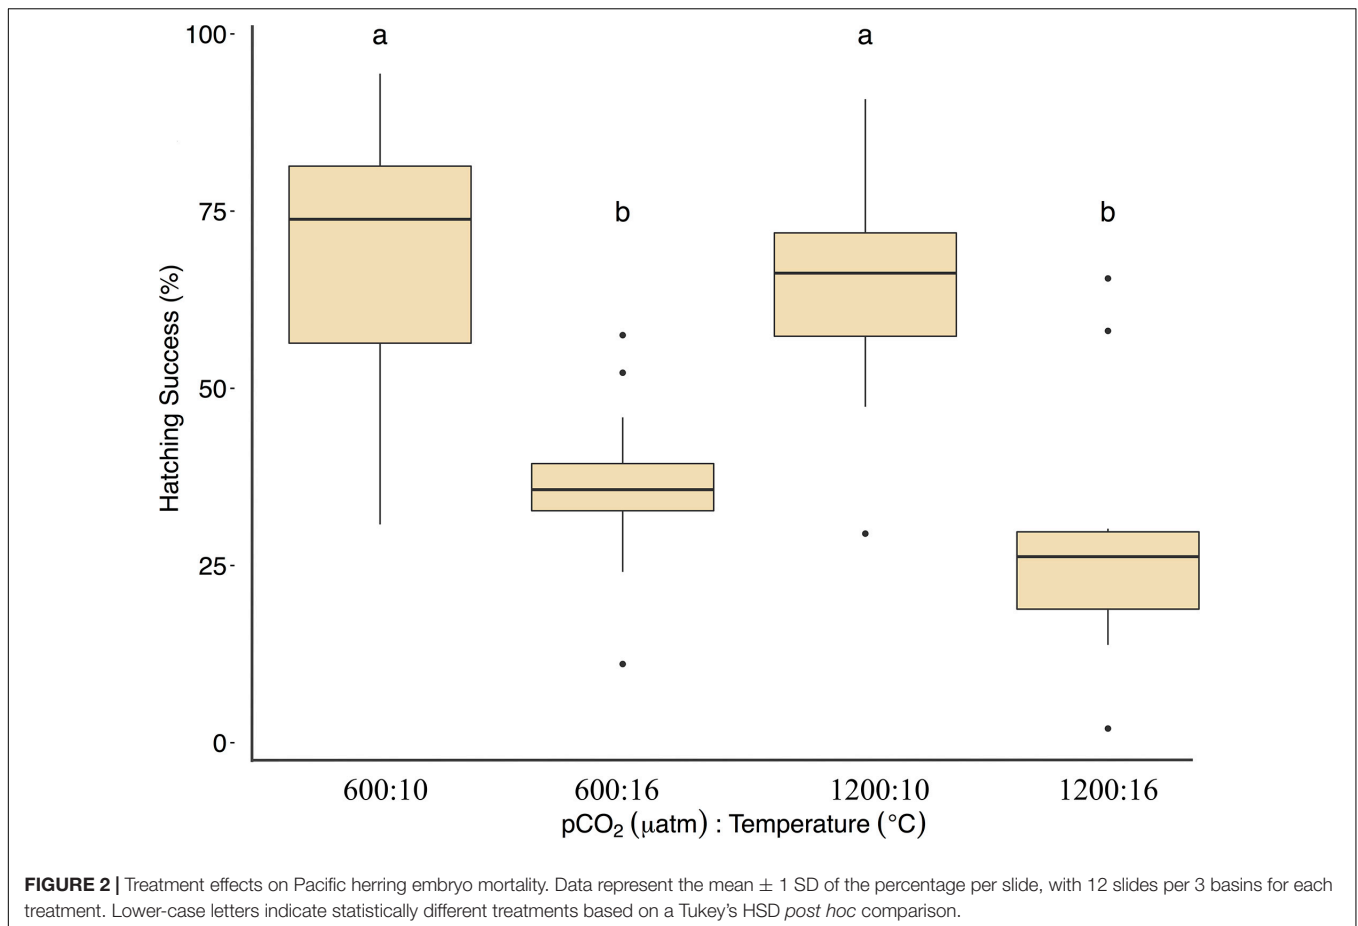 100
a
a
75
b
b
Hatching Success (%)
50
25
0
600:10 600:16 1200:10 1200:16
pCO₂ (µatm) : Temperature (°C)
FIGURE 2 | Treatment effects on Pacific herring embryo mortality. Data represent the mean ± 1 SD of the percentage per slide, with 12 slides per 3 basins for each
treatment. Lower-case letters indicate statistically different treatments based on a Tukey's HSD post hoc comparison.